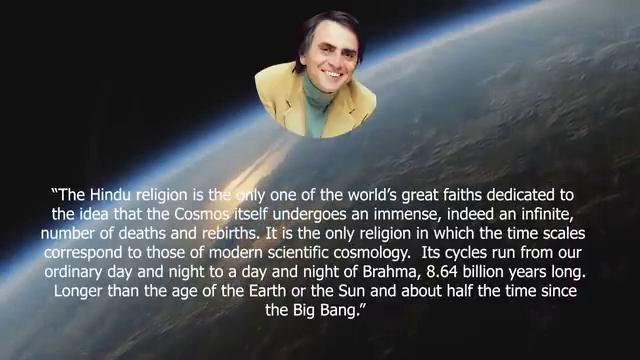 “The Hindu religion is the only one of the world’s great faiths dedicated to
the idea that the Cosmos itself undergoes an immense, indeed an infinite,
number of deaths and rebirths. It is the only religion in which the time scales
correspond to those of modern scientific cosmology.  Its cycles run from our
ordinary day and night to a day and night of Brahma, 8.64 billion years long.
Longer than the age of the Earth or the Sun and about half the time since
the Big Bang.”